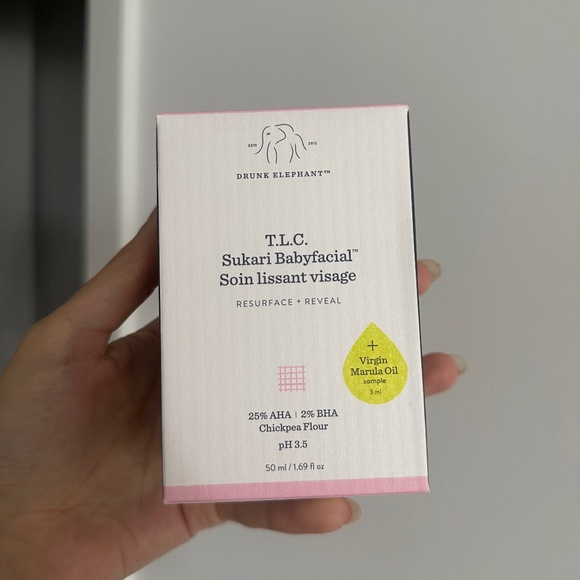 ESTD 2012
DRUNK ELEPHANT™
T.L.C.
Sukari Babyfacial™
Soin lissant visage
RESURFACE + REVEAL
+
Virgin
Marula Oil
sample
3 ml
25% AHA | 2% BHA
Chickpea Flour
pH 3.5
50 ml / 1.69 fl oz